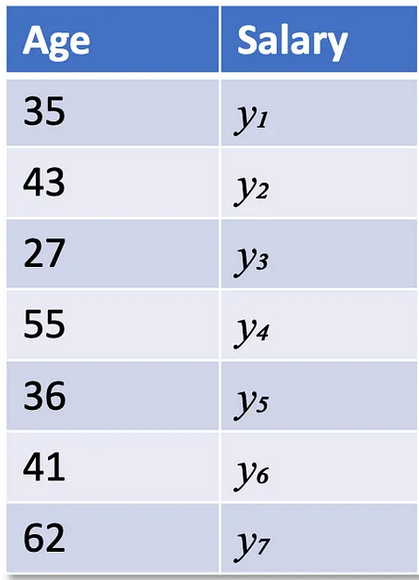 Age Salary
35 y₁
43 y₂
27 y₃
55 y₄
36 y₅
41 y₆
62 y₇